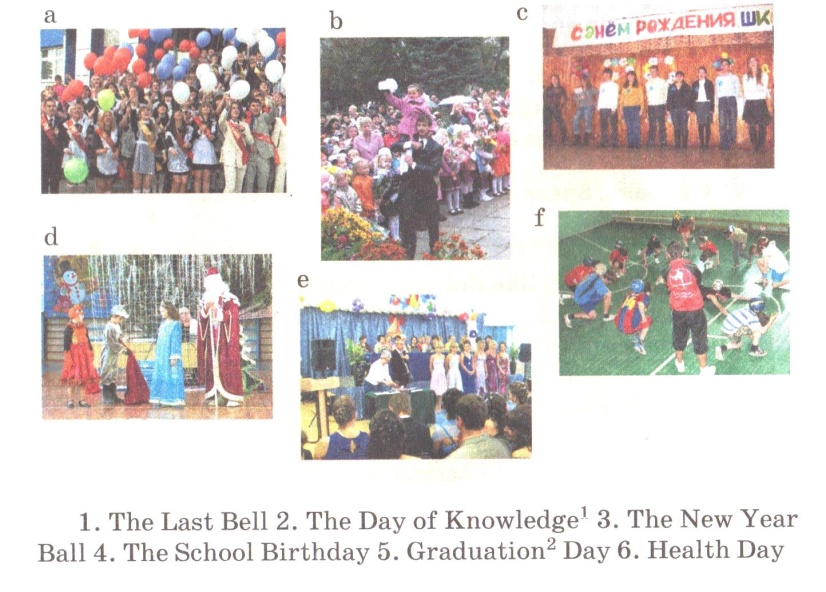 a
b
c
С днём РОЖДЕНИЯ ШК
d
e
f
1. The Last Bell 2. The Day of Knowledge¹ 3. The New Year
Ball 4. The School Birthday 5. Graduation² Day 6. Health Day